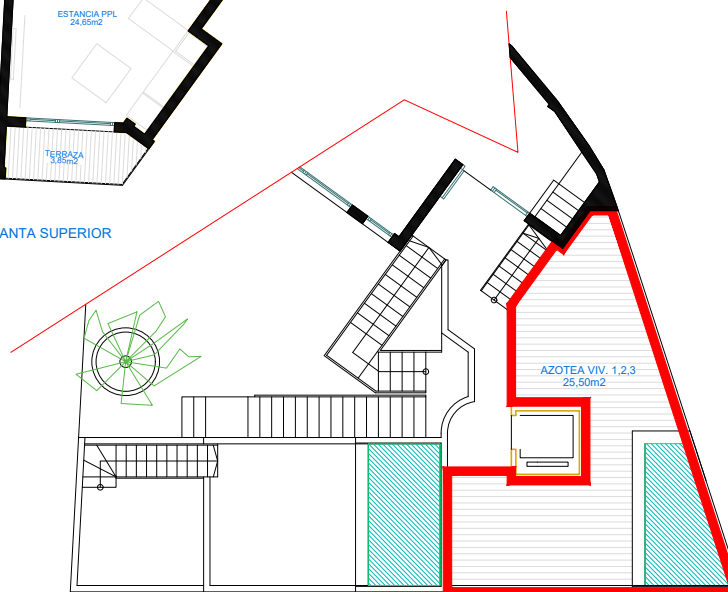 ESTANCIA PPL
24,65m2
TERRAZA
3,85m2
ANTA SUPERIOR
AZOTEA VIV. 1,2,3
25,50m2